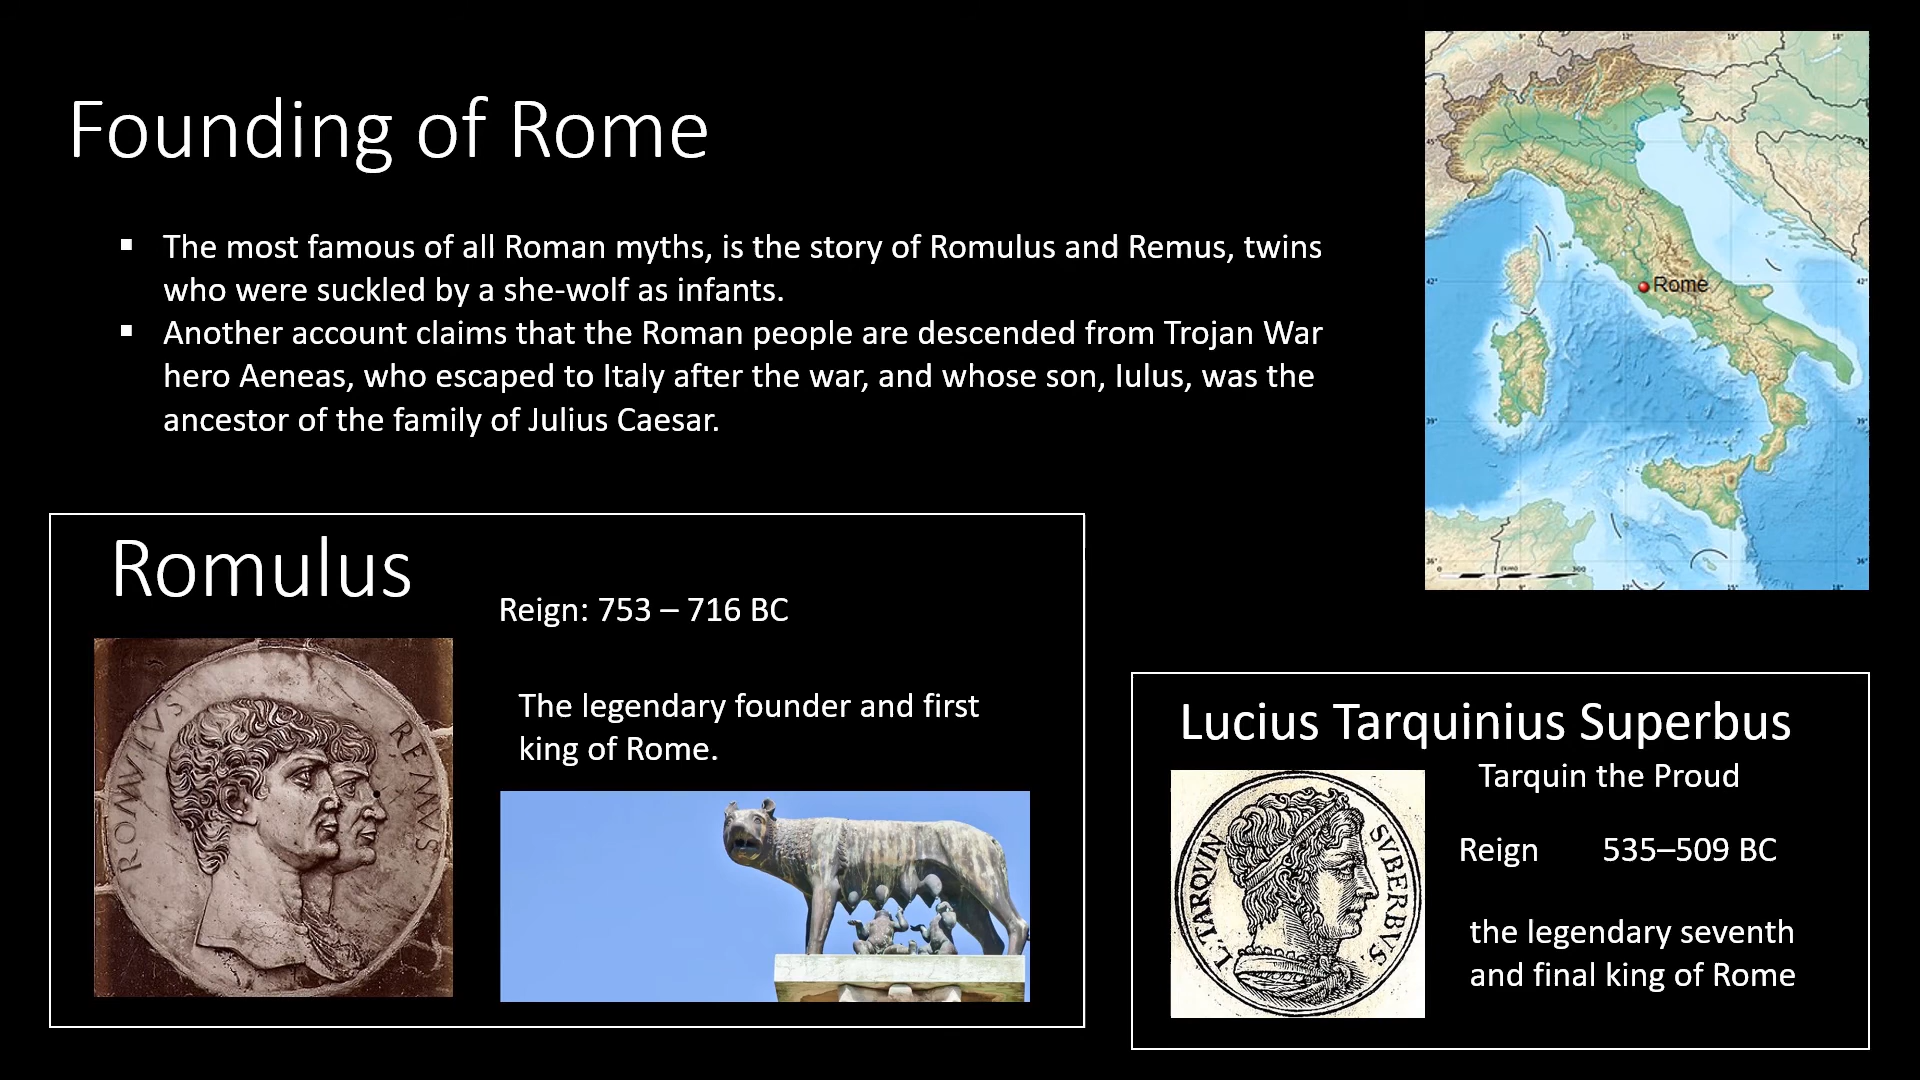 Founding of Rome
▪ The most famous of all Roman myths, is the story of Romulus and Remus, twins
who were suckled by a she-wolf as infants.
▪ Another account claims that the Roman people are descended from Trojan War
hero Aeneas, who escaped to Italy after the war, and whose son, Iulus, was the
ancestor of the family of Julius Caesar.
Rome
Romulus
Reign: 753 – 716 BC
The legendary founder and first
king of Rome.
ROMVLVS
REMVS
Lucius Tarquinius Superbus
Tarquin the Proud
Reign 535–509 BC
the legendary seventh
and final king of Rome
L. TARQVIN
SVBERBVS